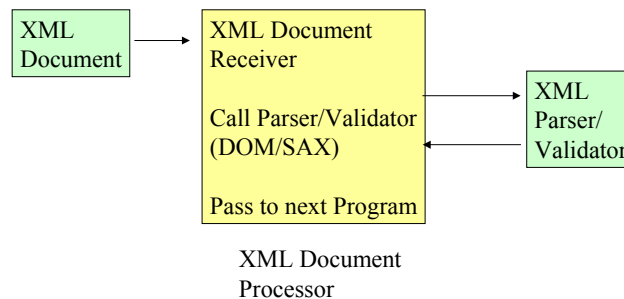 XML
Document
XML Document
Receiver
Call Parser/Validator
(DOM/SAX)
Pass to next Program
XML
Parser/
Validator
XML Document
Processor